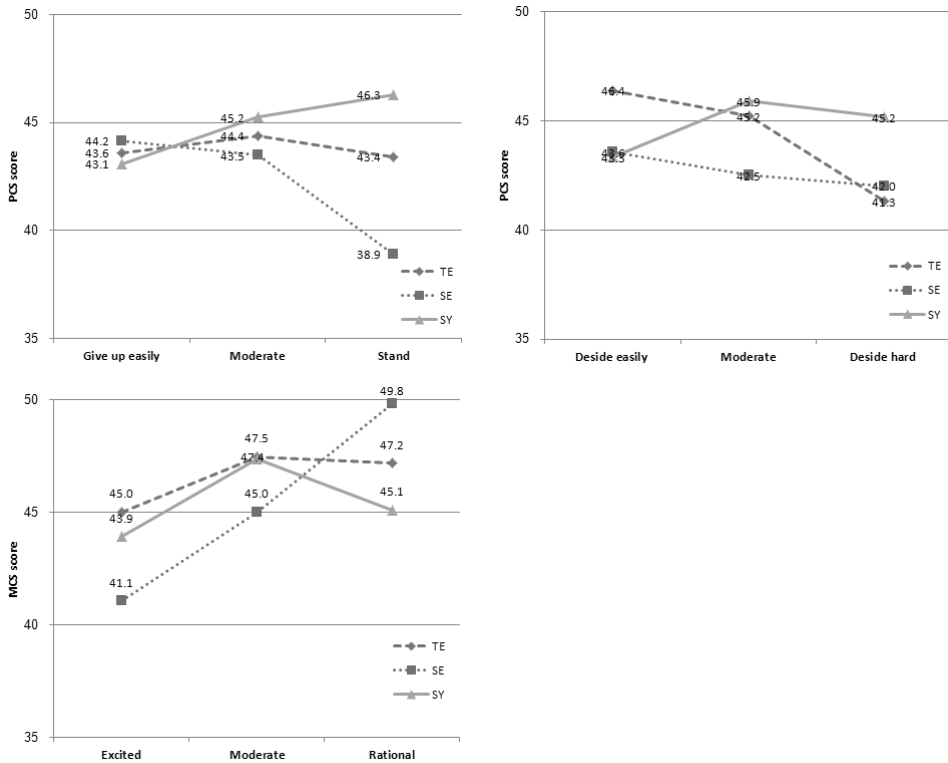 PCS score
50
45
40
35
44.2
43.6
43.1
45.2
44.4
43.5
46.3
43.4
38.9
TE
SE
SY
Give up easily Moderate Stand
PCS score
50
45
40
35
46.4
43.6
43.3
45.9
45.2
42.5
45.2
42.0
41.3
TE
SE
SY
Deside easily Moderate Deside hard
MCS score
50
45
40
35
45.0
43.9
41.1
47.5
47.4
45.0
49.8
47.2
45.1
TE
SE
SY
Excited Moderate Rational